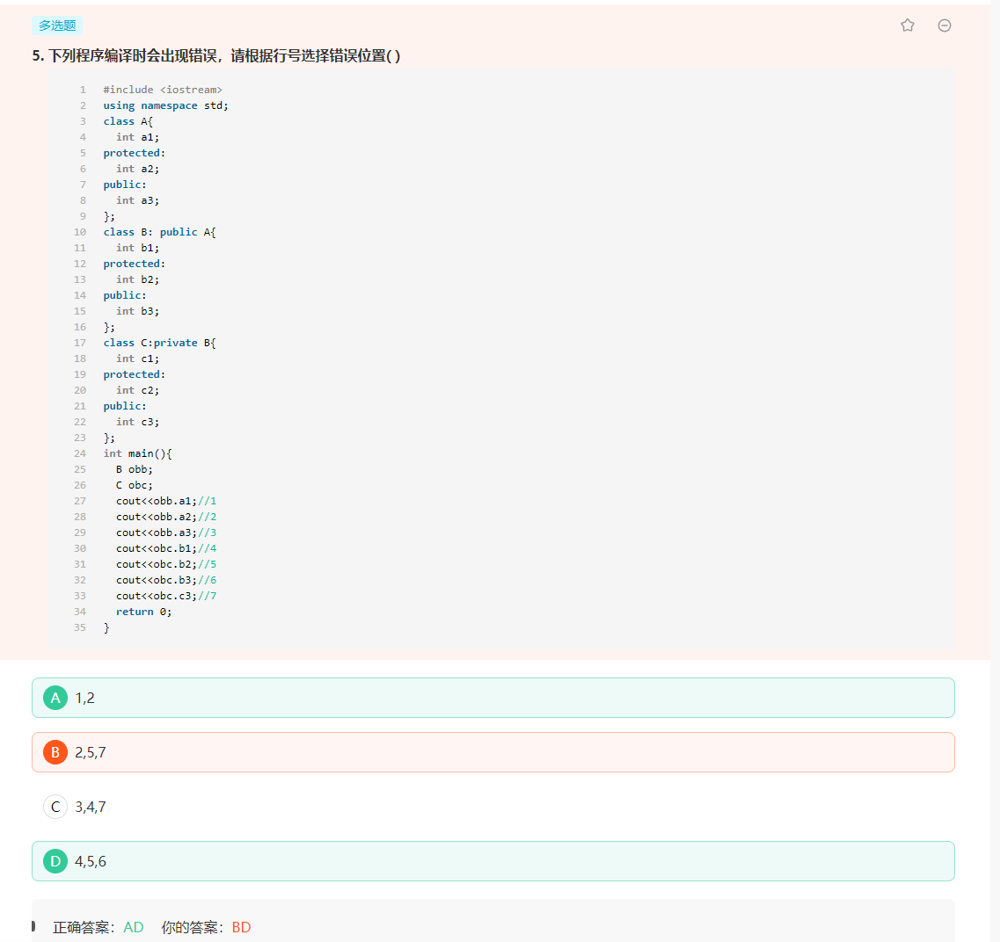 多选题
5. 下列程序编译时会出现错误，请根据行号选择错误位置( )
1 #include <iostream>
2 using namespace std;
3 class A{
4 int a1;
5 protected:
6 int a2;
7 public:
8 int a3;
9 };
10 class B: public A{
11 int b1;
12 protected:
13 int b2;
14 public:
15 int b3;
16 };
17 class C:private B{
18 int c1;
19 protected:
20 int c2;
21 public:
22 int c3;
23 };
24 int main(){
25 B obb;
26 C obc;
27 cout<<obb.a1;//1
28 cout<<obb.a2;//2
29 cout<<obb.a3;//3
30 cout<<obc.b1;//4
31 cout<<obc.b2;//5
32 cout<<obc.b3;//6
33 cout<<obc.c3;//7
34 return 0;
35 }
A 1,2
B 2,5,7
C 3,4,7
D 4,5,6
正确答案：AD 你的答案：BD